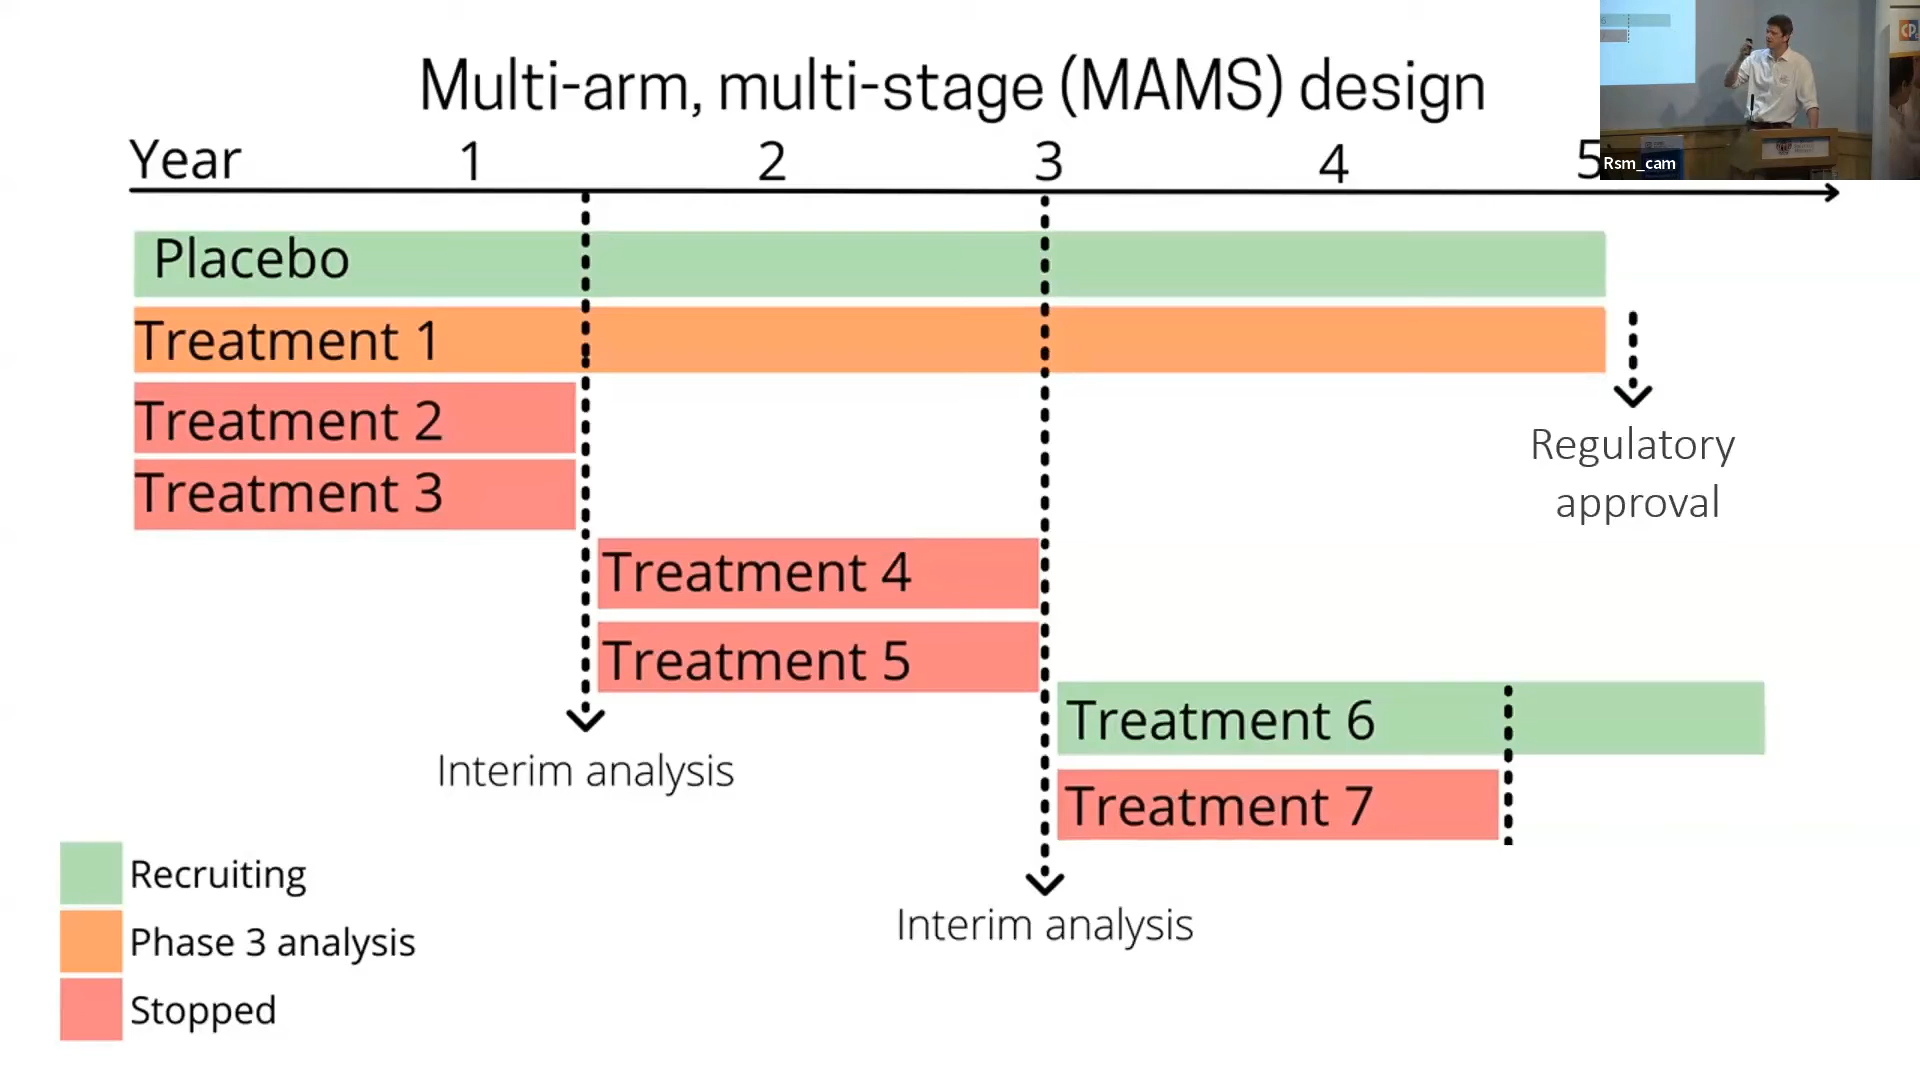 Multi-arm, multi-stage (MAMS) design
Year 1 2 3 4 5
Rsm_cam
Placebo
Treatment 1
Treatment 2
Treatment 3
Regulatory
approval
Treatment 4
Treatment 5
Treatment 6
Treatment 7
Interim analysis
Interim analysis
Recruiting
Phase 3 analysis
Stopped